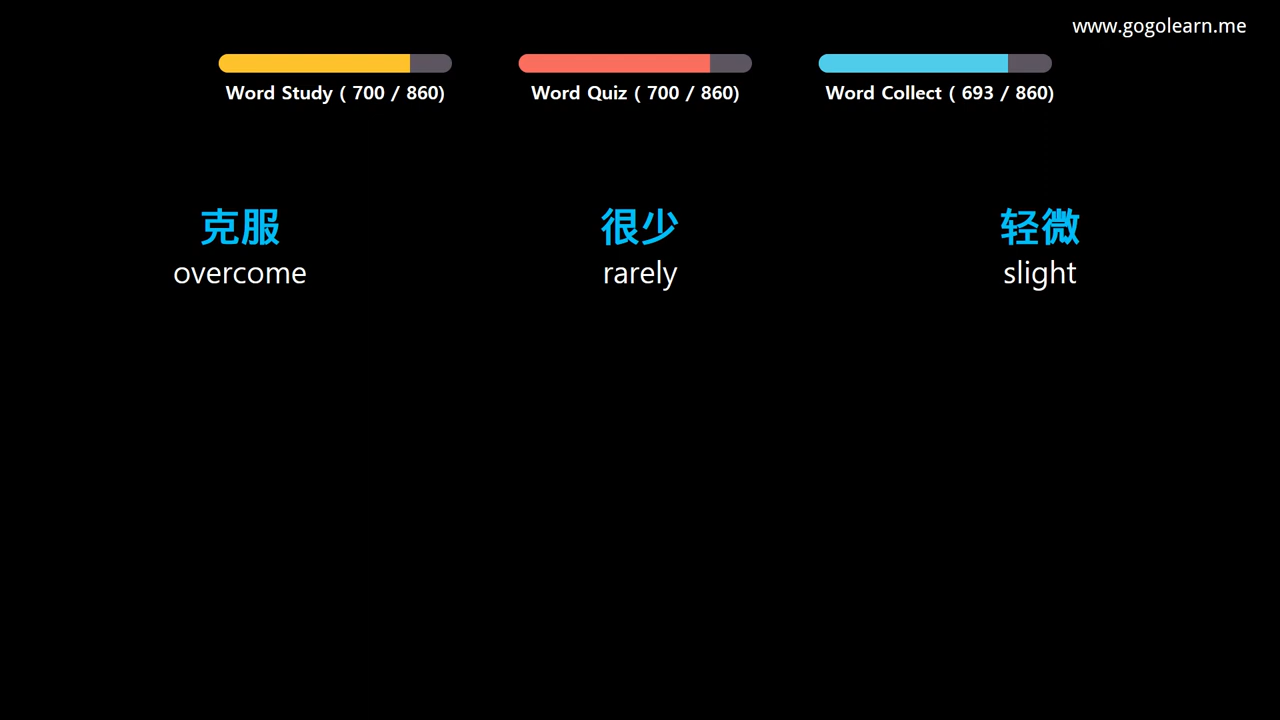 www.gogolearn.me
Word Study ( 700 / 860)
Word Quiz ( 700 / 860)
Word Collect ( 693 / 860)
克服
overcome
很少
rarely
轻微
slight